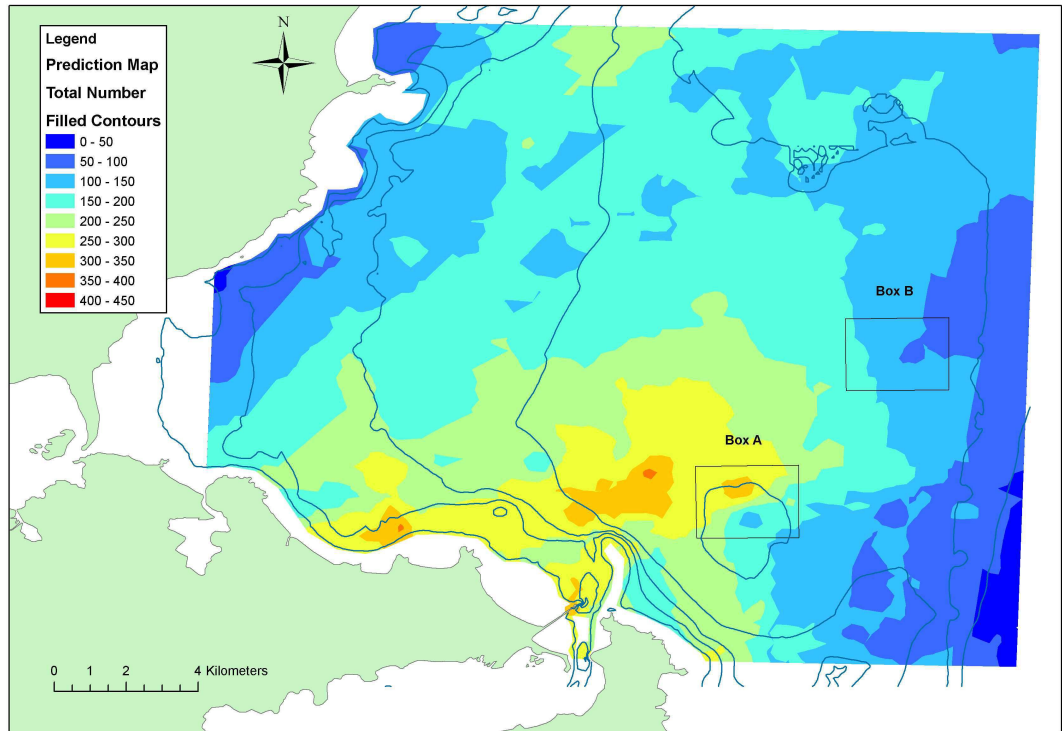 N
Legend
Prediction Map
Total Number
Filled Contours
0 - 50
50 - 100
100 - 150
150 - 200
200 - 250
250 - 300
300 - 350
350 - 400
400 - 450
Box B
Box A
0 1 2 4 Kilometers